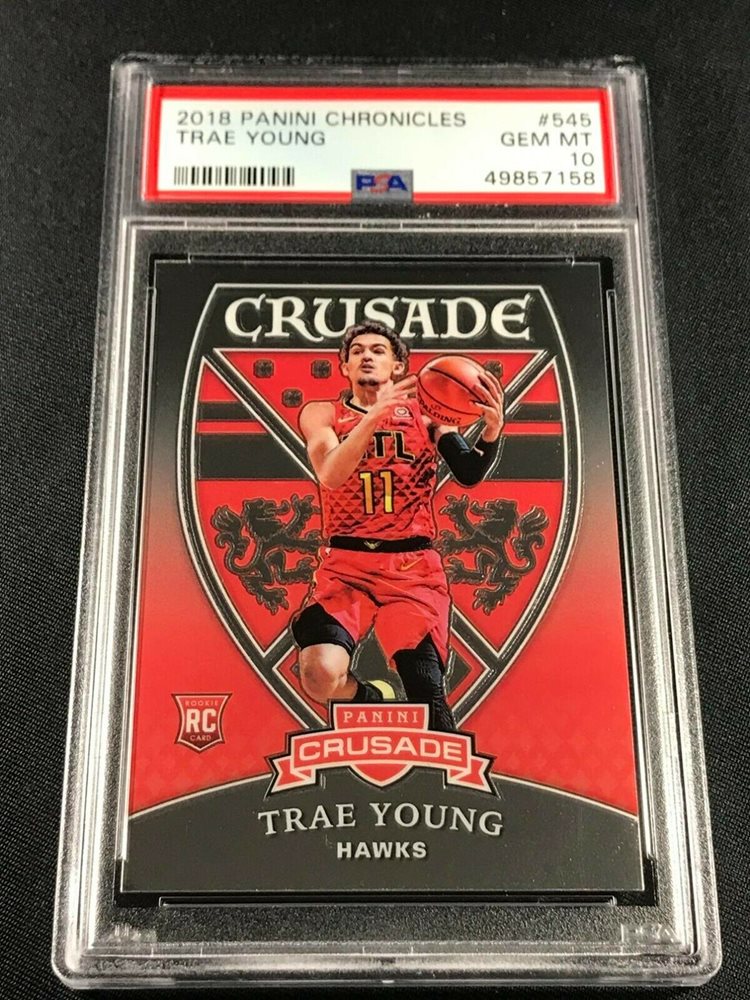 2018 PANINI CHRONICLES #545
TRAE YOUNG GEM MT
10
PSA 49857158
CRUSADE
SPALDING
ATL
11
ROOKIE
RC
CARD
PANINI
CRUSADE
TRAE YOUNG
HAWKS